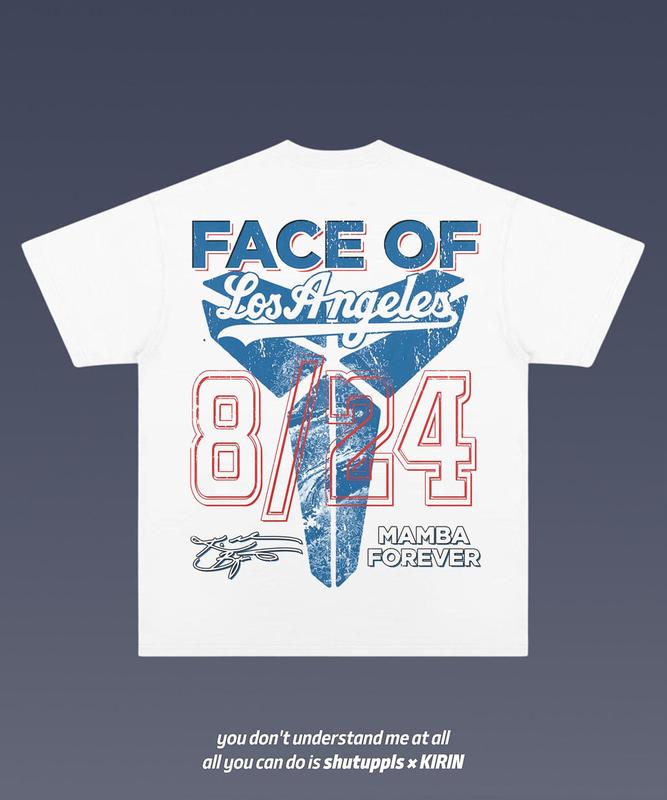 FACE OF
Los Angeles
8/24
MAMBA
FOREVER
you don't understand me at all
all you can do is shutuppls × KIRIN